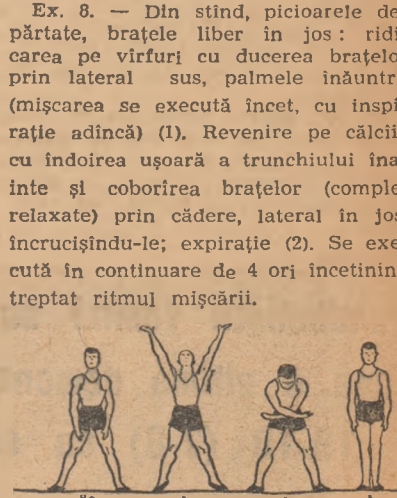 Ex. 8. — Din stînd, picioarele de
părtate, brațele liber în jos : ridi
carea pe vîrfuri cu ducerea brațelo
prin lateral sus, palmele înăuntr
(mișcarea se execută încet, cu inspi
rație adîncă) (1). Revenire pe călcîi
cu îndoirea ușoară a trunchiului îna
inte și coborîrea brațelor (comple
relaxate) prin cădere, lateral în jos
încrucișîndu-le; expirație (2). Se exe
cută în continuare de 4 ori încetinin
treptat ritmul mișcării.